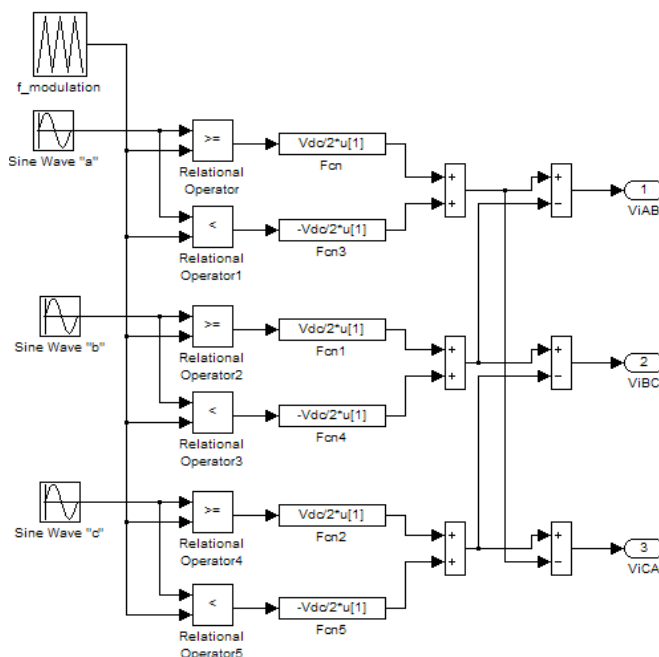 f_modulation
Sine Wave "a"
>=
Relational
Operator
Vdc/2*u[1]
Fcn
+
+
+
−
1
ViAB
<
Relational
Operator1
-Vdc/2*u[1]
Fcn3
Sine Wave "b"
>=
Relational
Operator2
Vdc/2*u[1]
Fcn1
+
+
+
−
2
ViBC
<
Relational
Operator3
-Vdc/2*u[1]
Fcn4
Sine Wave "c"
>=
Relational
Operator4
Vdc/2*u[1]
Fcn2
+
+
+
−
3
ViCA
<
Relational
Operator5
-Vdc/2*u[1]
Fcn5